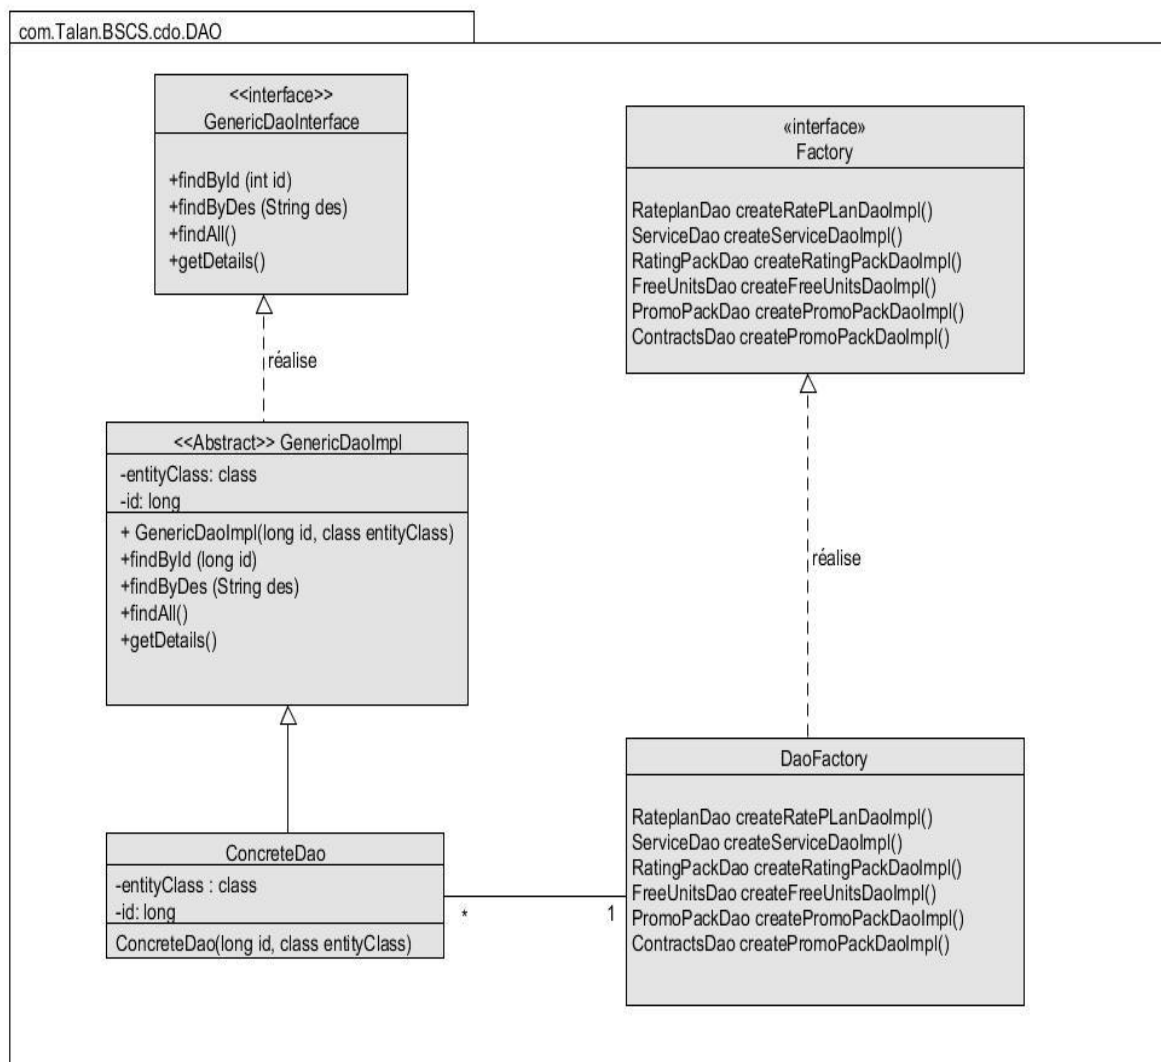 com.Talan.BSCS.cdo.DAO
<<interface>>
GenericDaoInterface
+findById (int id)
+findByDes (String des)
+findAll()
+getDetails()
réalise
<<Abstract>> GenericDaoImpl
-entityClass: class
-id: long
+ GenericDaoImpl(long id, class entityClass)
+findById (long id)
+findByDes (String des)
+findAll()
+getDetails()
ConcreteDao
-entityClass : class
-id: long
ConcreteDao(long id, class entityClass)
* 1
«interface»
Factory
RateplanDao createRatePLanDaoImpl()
ServiceDao createServiceDaoImpl()
RatingPackDao createRatingPackDaoImpl()
FreeUnitsDao createFreeUnitsDaoImpl()
PromoPackDao createPromoPackDaoImpl()
ContractsDao createPromoPackDaoImpl()
réalise
DaoFactory
RateplanDao createRatePLanDaoImpl()
ServiceDao createServiceDaoImpl()
RatingPackDao createRatingPackDaoImpl()
FreeUnitsDao createFreeUnitsDaoImpl()
PromoPackDao createPromoPackDaoImpl()
ContractsDao createPromoPackDaoImpl()